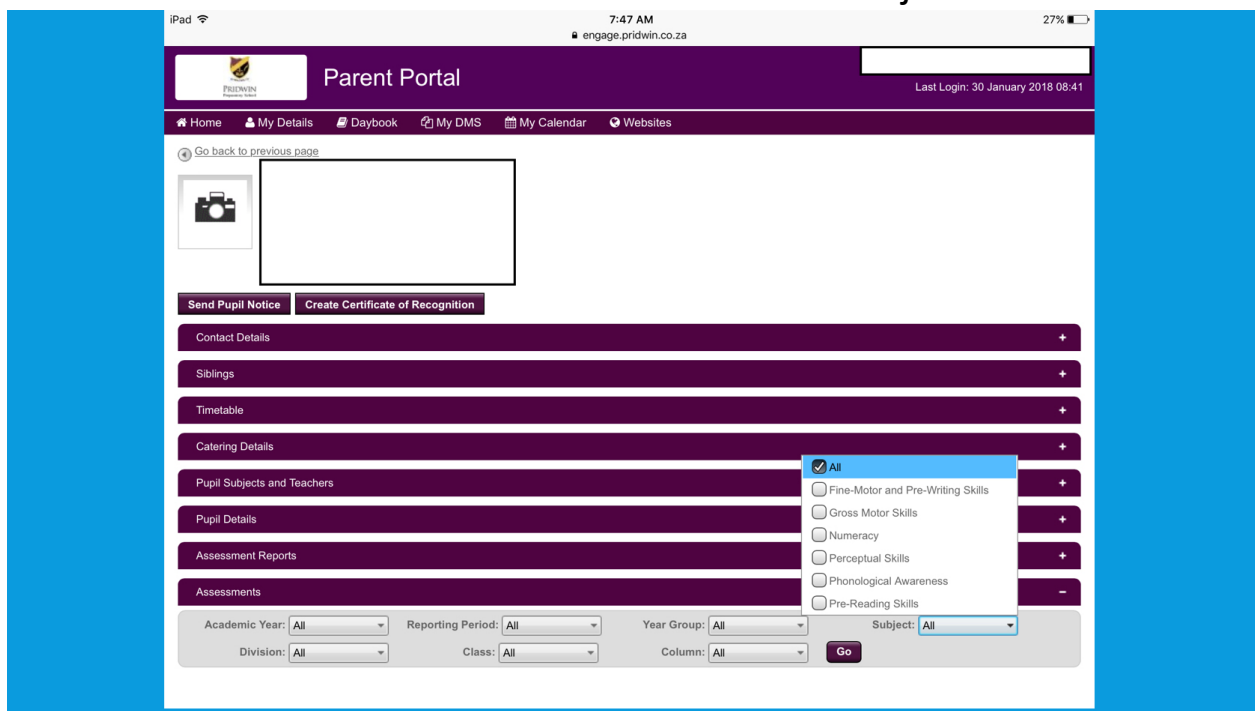 iPad 7:47 AM 27%
engage.pridwin.co.za
PRIDWIN
Preparatory School
Parent Portal
Last Login: 30 January 2018 08:41
Home My Details Daybook My DMS My Calendar Websites
Go back to previous page
Send Pupil Notice Create Certificate of Recognition
Contact Details +
Siblings +
Timetable +
Catering Details +
All
Pupil Subjects and Teachers +
Fine-Motor and Pre-Writing Skills
Gross Motor Skills
Pupil Details +
Numeracy
Assessment Reports +
Perceptual Skills
Phonological Awareness
Assessments -
Pre-Reading Skills
Academic Year: All Reporting Period: All Year Group: All Subject: All
Division: All Class: All Column: All Go